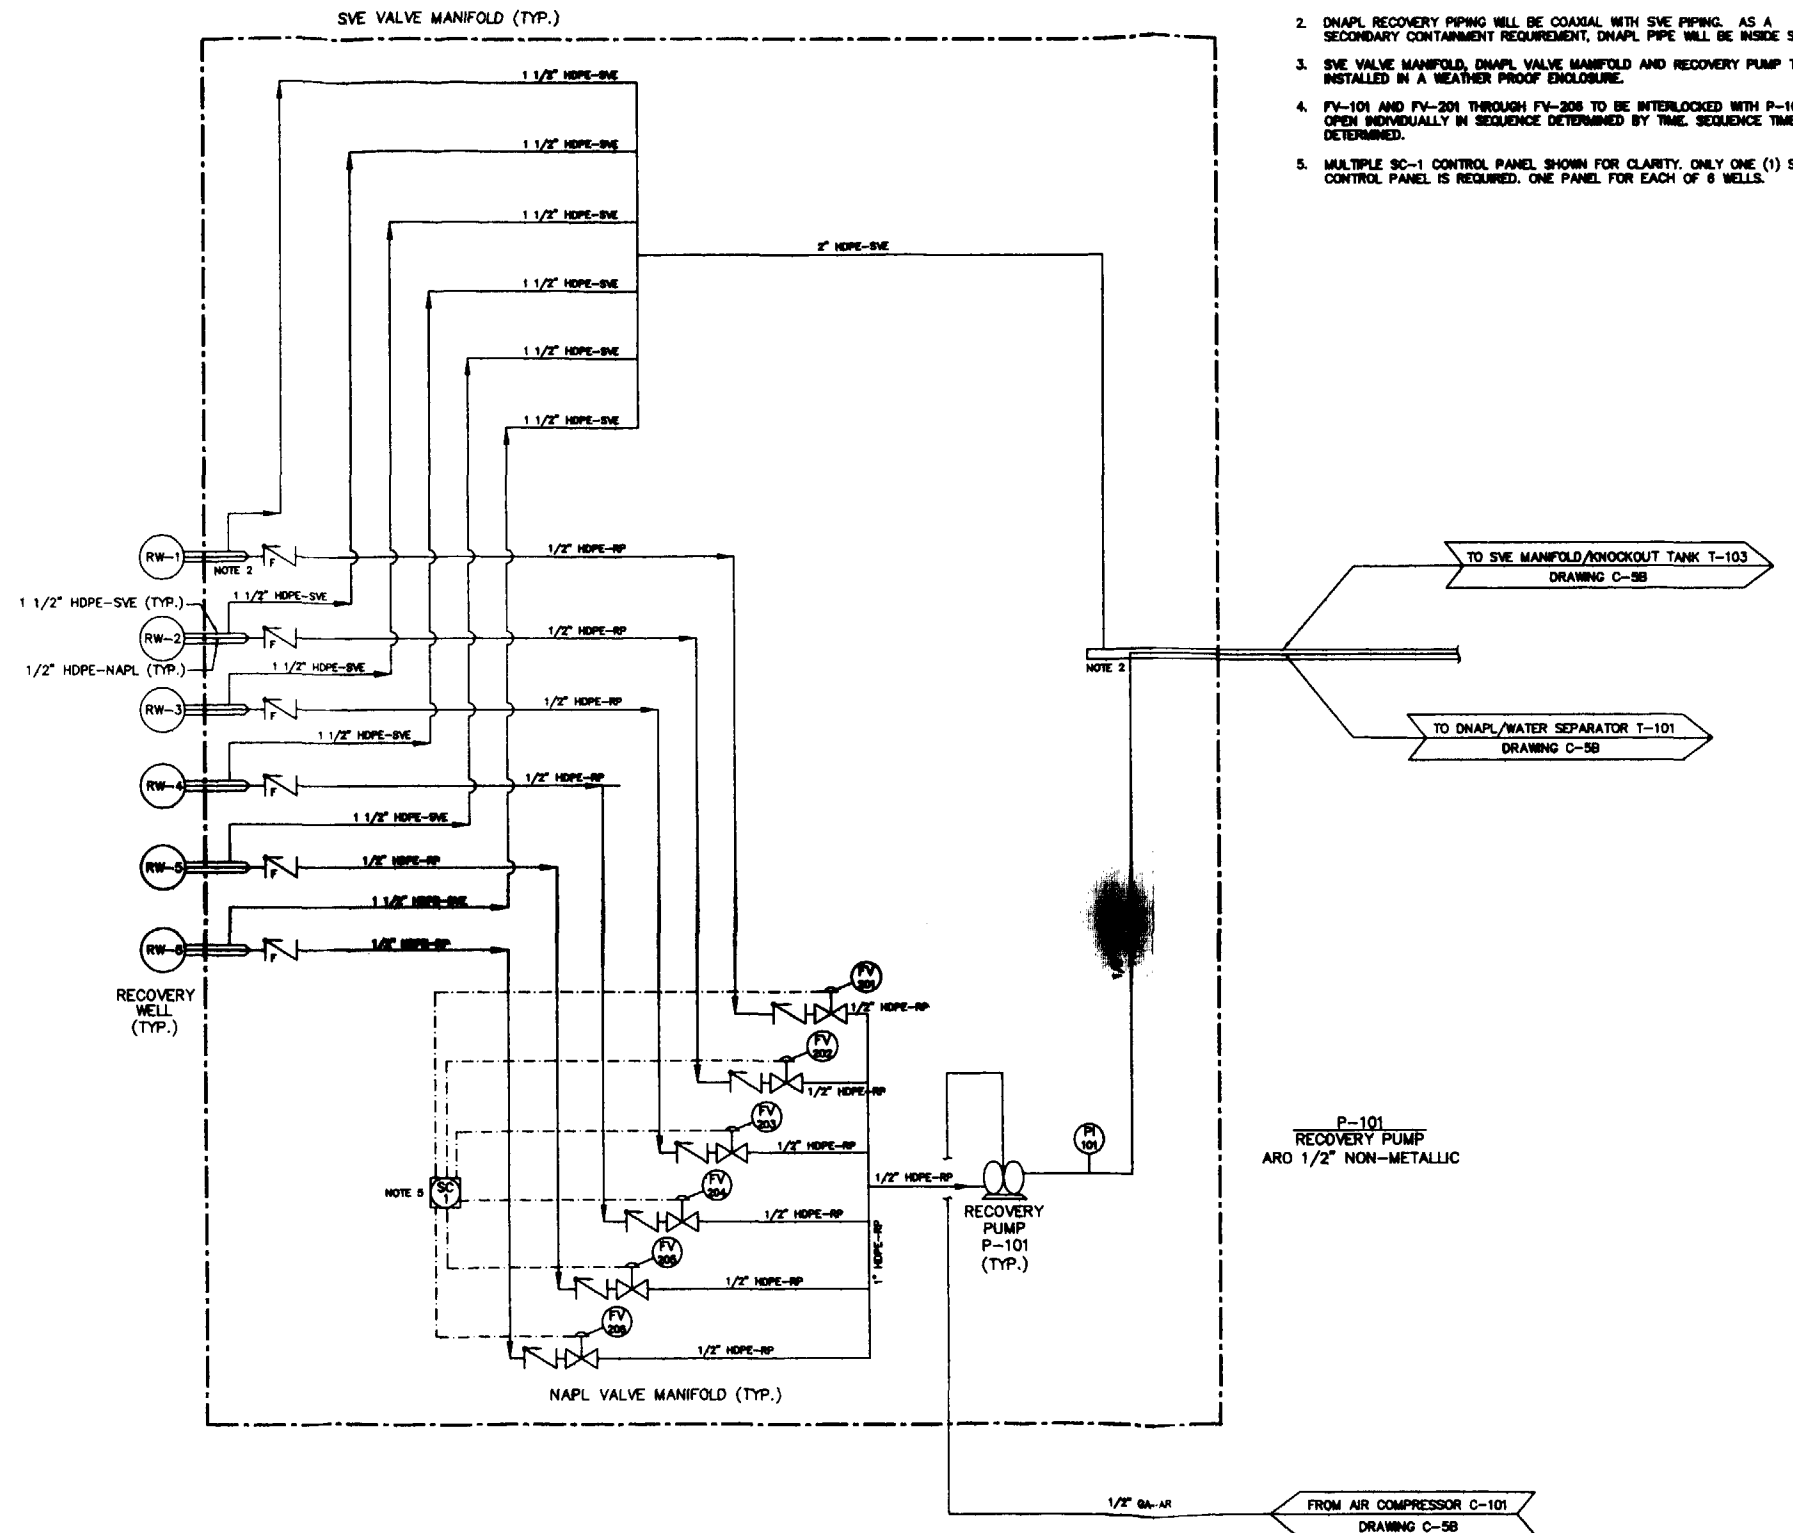 SVE VALVE MANIFOLD (TYP.)
2. DNAPL RECOVERY PIPING WILL BE COAXIAL WITH SVE PIPING. AS A
SECONDARY CONTAINMENT REQUIREMENT, DNAPL PIPE WILL BE INSIDE
3. SVE VALVE MANIFOLD, DNAPL VALVE MANIFOLD AND RECOVERY PUMP
INSTALLED IN A WEATHER PROOF ENCLOSURE.
4. FV-101 AND FV-201 THROUGH FV-206 TO BE INTERLOCKED WITH
OPEN INDIVIDUALLY IN SEQUENCE DETERMINED BY TIME. SEQUENCE TIME
DETERMINED.
5. MULTIPLE SC-1 CONTROL PANEL SHOWN FOR CLARITY. ONLY ONE (1)
CONTROL PANEL IS REQUIRED. ONE PANEL FOR EACH OF 6 WELLS.
1 1/2" HDPE-SVE
1 1/2" HDPE-SVE
1 1/2" HDPE-SVE
2" HDPE-SVE
1 1/2" HDPE-SVE
1 1/2" HDPE-SVE
1 1/2" HDPE-SVE
RW-1
F
NOTE 2
1/2" HDPE-RP
TO SVE MANIFOLD/KNOCKOUT TANK T-103
DRAWING C-5B
1 1/2" HDPE-SVE (TYP.)
1 1/2" HDPE-SVE
RW-2
F
1/2" HDPE-RP
1/2" HDPE-NAPL (TYP.)
1 1/2" HDPE-SVE
NOTE 2
RW-3
F
1/2" HDPE-RP
TO DNAPL/WATER SEPARATOR T-101
DRAWING C-5B
1 1/2" HDPE-SVE
RW-4
F
1/2" HDPE-RP
1 1/2" HDPE-SVE
RW-5
F
1/2" HDPE-RP
1 1/2" HDPE-SVE
RW-6
F
1/2" HDPE-RP
RECOVERY
WELL
(TYP.)
FV
201
1/2" HDPE-RP
FV
202
1/2" HDPE-RP
FV
203
1/2" HDPE-RP
PI
101
P-101
RECOVERY PUMP
ARO 1/2" NON-METALLIC
NOTE 5
SC
1
FV
204
1/2" HDPE-RP
1/2" HDPE-RP
RECOVERY
PUMP
P-101
(TYP.)
1" HDPE-RP
FV
205
1/2" HDPE-RP
FV
206
1/2" HDPE-RP
NAPL VALVE MANIFOLD (TYP.)
1/2" GA-AR
FROM AIR COMPRESSOR C-101
DRAWING C-5B